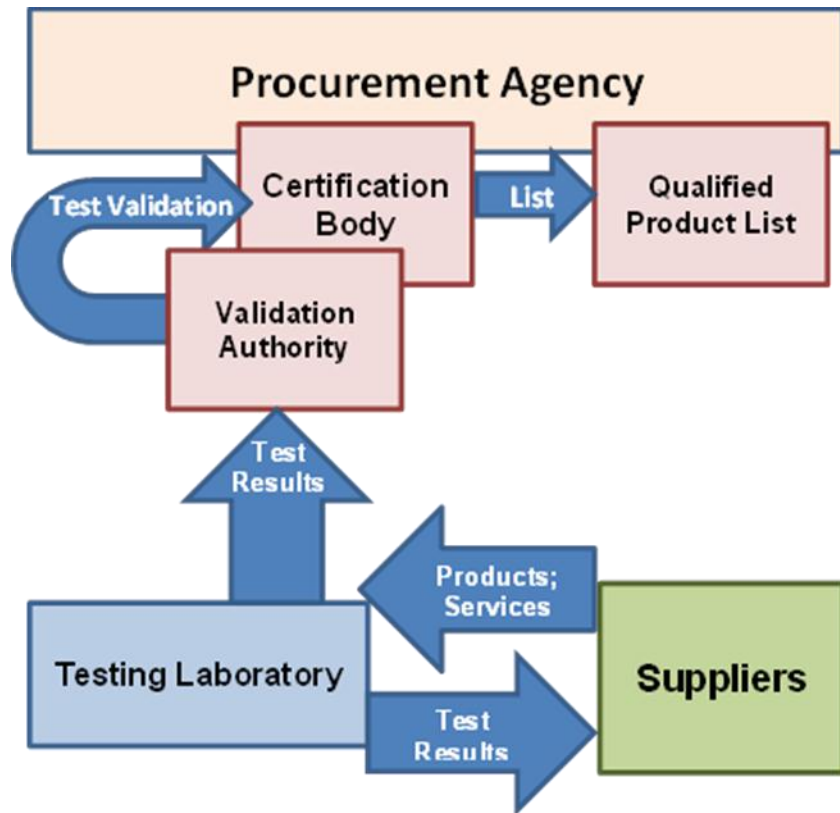 Procurement Agency
Certification
Body
Test Validation
List
Qualified
Product List
Validation
Authority
Test
Results
Products;
Services
Testing Laboratory
Suppliers
Test
Results